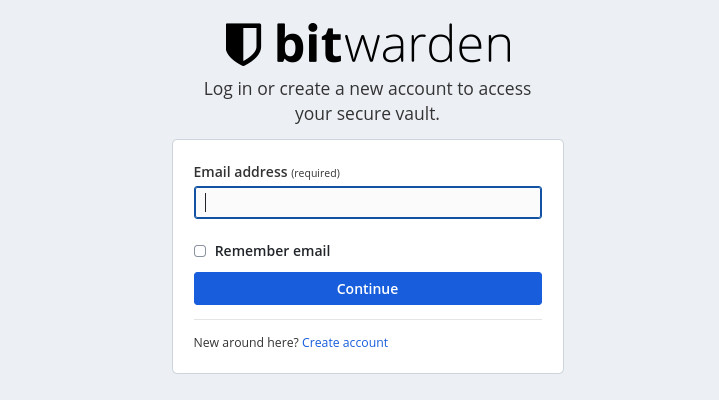 bitwarden
Log in or create a new account to access
your secure vault.
Email address (required)
Remember email
Continue
New around here? Create account